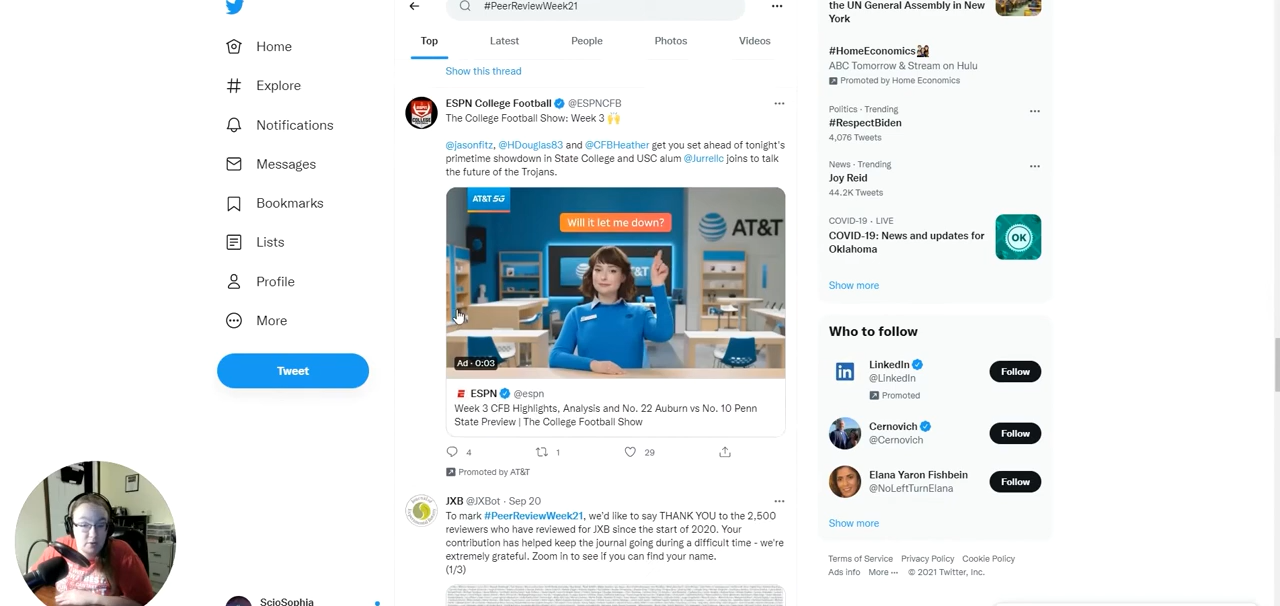 #PeerReviewWeek21
Top
Latest
People
Photos
Videos
Home
Explore
Notifications
Messages
Bookmarks
Lists
Profile
More
Tweet
Show this thread
ESPN College Football @ESPNCFB
The College Football Show: Week 3 🙌
@jasonfitz, @HDouglas83 and @CFBHeather get you set ahead of tonight's
primetime showdown in State College and USC alum @Jurrellc joins to talk
the future of the Trojans.
AT&T 5G
Will it let me down?
AT&T
AT&T
Ad · 0:03
ESPN @espn
Week 3 CFB Highlights, Analysis and No. 22 Auburn vs No. 10 Penn
State Preview | The College Football Show
4
1
29
Promoted by AT&T
JXB @JXBot · Sep 20
To mark #PeerReviewWeek21, we'd like to say THANK YOU to the 2,500
reviewers who have reviewed for JXB since the start of 2020. Your
contribution has helped keep the journal going during a difficult time - we're
extremely grateful. Zoom in to see if you can find your name.
(1/3)
the UN General Assembly in New
York
#HomeEconomics
ABC Tomorrow & Stream on Hulu
Promoted by Home Economics
Politics · Trending
#RespectBiden
4,076 Tweets
News · Trending
Joy Reid
44.2K Tweets
COVID-19 · LIVE
COVID-19: News and updates for
Oklahoma
OK
Show more
Who to follow
LinkedIn
@LinkedIn
Promoted
Follow
Cernovich
@Cernovich
Follow
Elana Yaron Fishbein
@NoLeftTurnElana
Follow
Show more
Terms of Service Privacy Policy Cookie Policy
Ads info More ··· © 2021 Twitter, Inc.
SciSophia